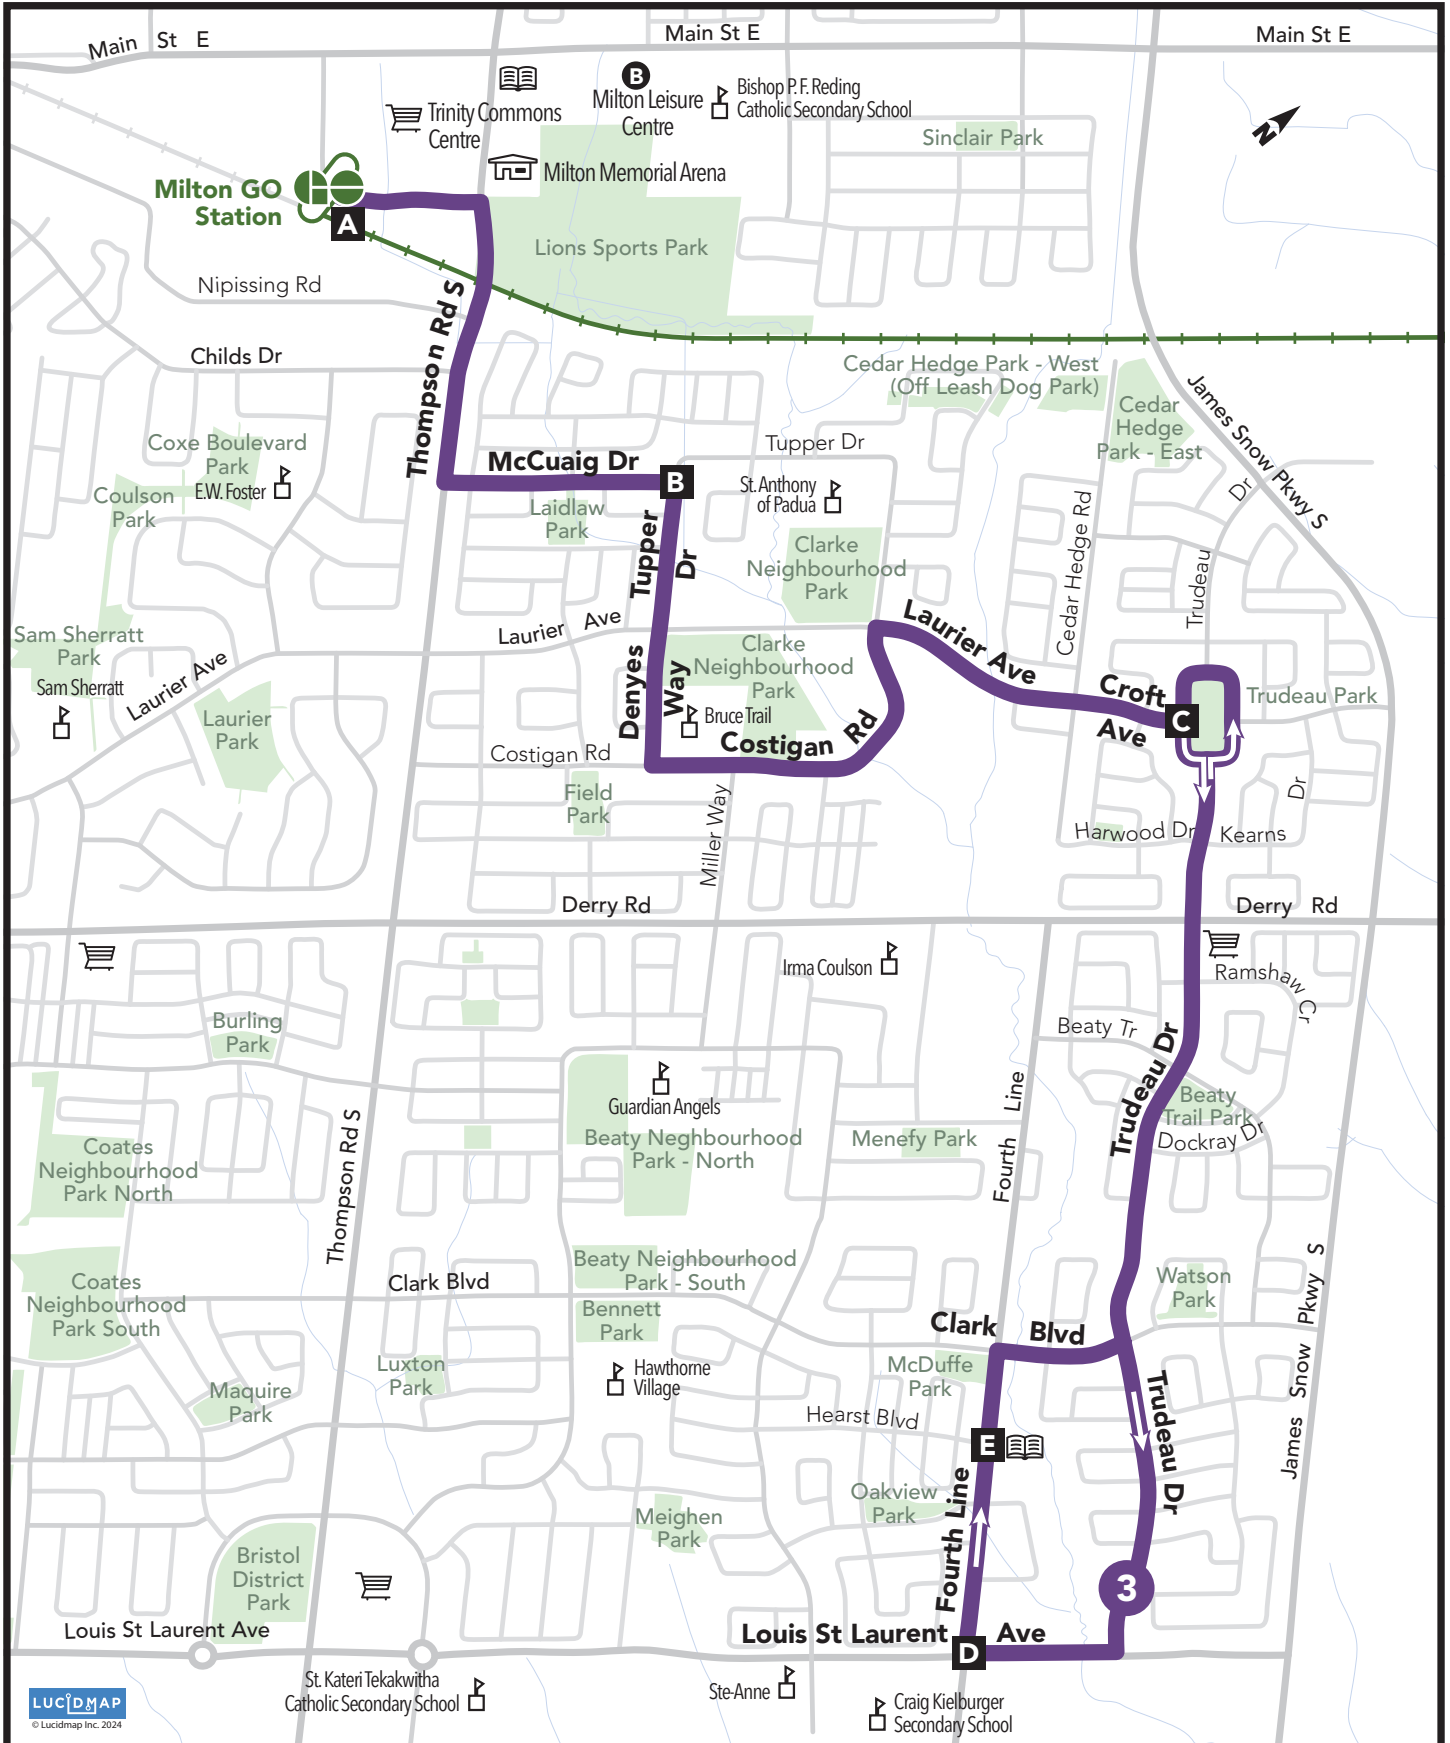 Main St E
Main St E
Main St E
B
Trinity Commons
Centre
Milton Leisure
Centre
Bishop P. F. Reding
Catholic Secondary School
Sinclair Park
N
Milton Memorial Arena
Milton GO
Station
A
Lions Sports Park
Nipissing Rd
Thompson Rd S
Childs Dr
Cedar Hedge Park - West
(Off Leash Dog Park)
Cedar
Hedge
Park - East
James Snow Pkwy S
Coxe Boulevard
Park
E.W. Foster
Coulson
Park
McCuaig Dr
B
Tupper Dr
St. Anthony
of Padua
Laidlaw
Park
Tupper
Dr
Clarke
Neighbourhood
Park
Cedar Hedge Rd
Trudeau
Dr
Sam Sherratt
Park
Sam Sherratt
Laurier Ave
Laurier Ave
Laurier
Park
Denyes
Way
Clarke
Neighbourhood
Park
Bruce Trail
Laurier Ave
Croft
Ave
C
Trudeau Park
Costigan Rd
Costigan Rd
Field
Park
Miller Way
Harwood Dr
Kearns
Dr
Derry Rd
Derry Rd
Irma Coulson
Ramshaw
Cr
Burling
Park
Beaty Tr
Fourth Line
Trudeau Dr
Guardian Angels
Beaty
Trail Park
Dockray Dr
Coates
Neighbourhood
Park North
Thompson Rd S
Beaty Neghbourhood
Park - North
Menefy Park
Coates
Neighbourhood
Park South
Clark Blvd
Beaty Neighbourhood
Park - South
Bennett
Park
Watson
Park
James Snow Pkwy S
Clark Blvd
Luxton
Park
Maquire
Park
Hawthorne
Village
McDuffe
Park
Hearst Blvd
E
Trudeau Dr
Fourth Line
Oakview
Park
Meighen
Park
Bristol
District
Park
3
Louis St Laurent Ave
Louis St Laurent Ave
D
St. Kateri Tekakwitha
Catholic Secondary School
Ste-Anne
Craig Kielburger
Secondary School
LUCIDMAP
© Lucidmap Inc. 2024